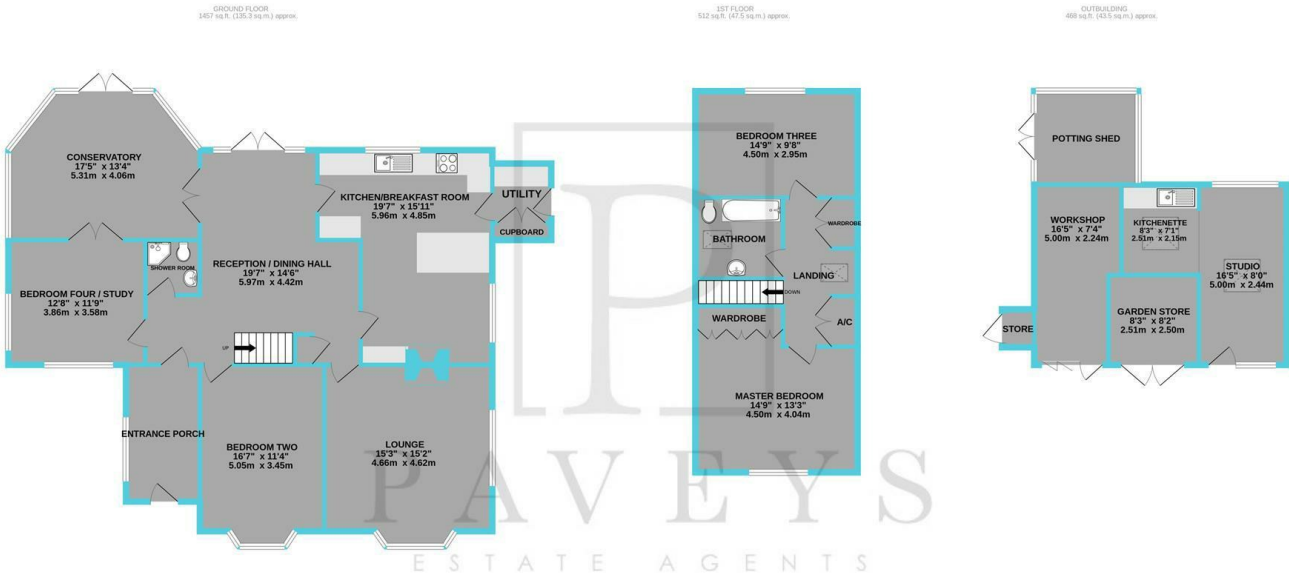 GROUND FLOOR
1457 sq.ft. (135.3 sq.m.) approx.
CONSERVATORY
17'5" x 13'4"
5.31m x 4.06m
KITCHEN/BREAKFAST ROOM
19'7" x 15'11"
5.96m x 4.85m
UTILITY
CUPBOARD
SHOWER ROOM
RECEPTION / DINING HALL
19'7" x 14'6"
5.97m x 4.42m
BEDROOM FOUR / STUDY
12'8" x 11'9"
3.86m x 3.58m
UP
ENTRANCE PORCH
BEDROOM TWO
16'7" x 11'4"
5.05m x 3.45m
LOUNGE
15'3" x 15'2"
4.66m x 4.62m
1ST FLOOR
512 sq.ft. (47.5 sq.m.) approx.
BEDROOM THREE
14'9" x 9'8"
4.50m x 2.95m
WARDROBE
BATHROOM
LANDING
DOWN
WARDROBE
A/C
MASTER BEDROOM
14'9" x 13'3"
4.50m x 4.04m
OUTBUILDING
468 sq.ft. (43.5 sq.m.) approx.
POTTING SHED
WORKSHOP
16'5" x 7'4"
5.00m x 2.24m
KITCHENETTE
8'3" x 7'1"
2.51m x 2.15m
STUDIO
16'5" x 8'0"
5.00m x 2.44m
GARDEN STORE
8'3" x 8'2"
2.51m x 2.50m
STORE
P
PAVEYS
ESTATE AGENTS